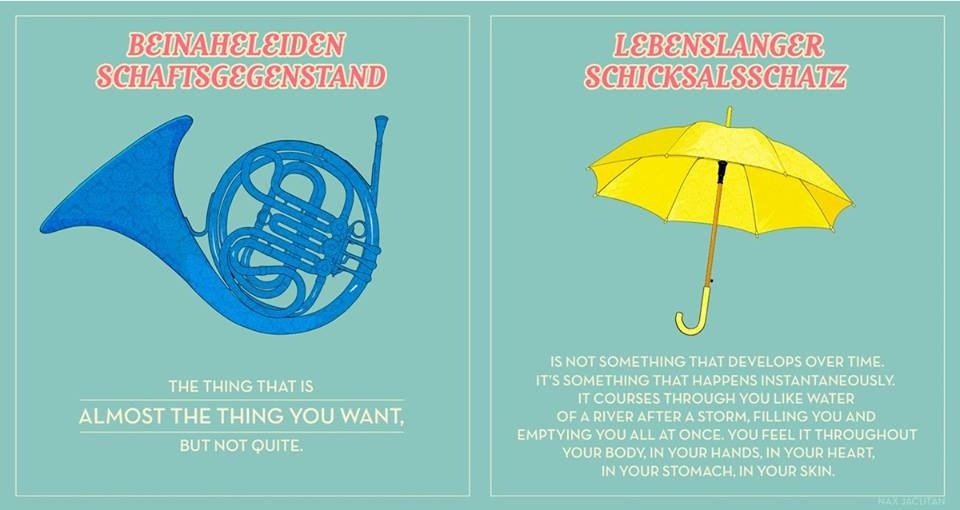 BEINAHELEIDEN
SCHAFTSGEGENSTAND
THE THING THAT IS
ALMOST THE THING YOU WANT,
BUT NOT QUITE.
LEBENSLANGER
SCHICKSALSSCHATZ
IS NOT SOMETHING THAT DEVELOPS OVER TIME.
IT'S SOMETHING THAT HAPPENS INSTANTANEOUSLY.
IT COURSES THROUGH YOU LIKE WATER
OF A RIVER AFTER A STORM, FILLING YOU AND
EMPTYING YOU ALL AT ONCE. YOU FEEL IT THROUGHOUT
YOUR BODY, IN YOUR HANDS, IN YOUR HEART,
IN YOUR STOMACH, IN YOUR SKIN.
NAX JACUTAN